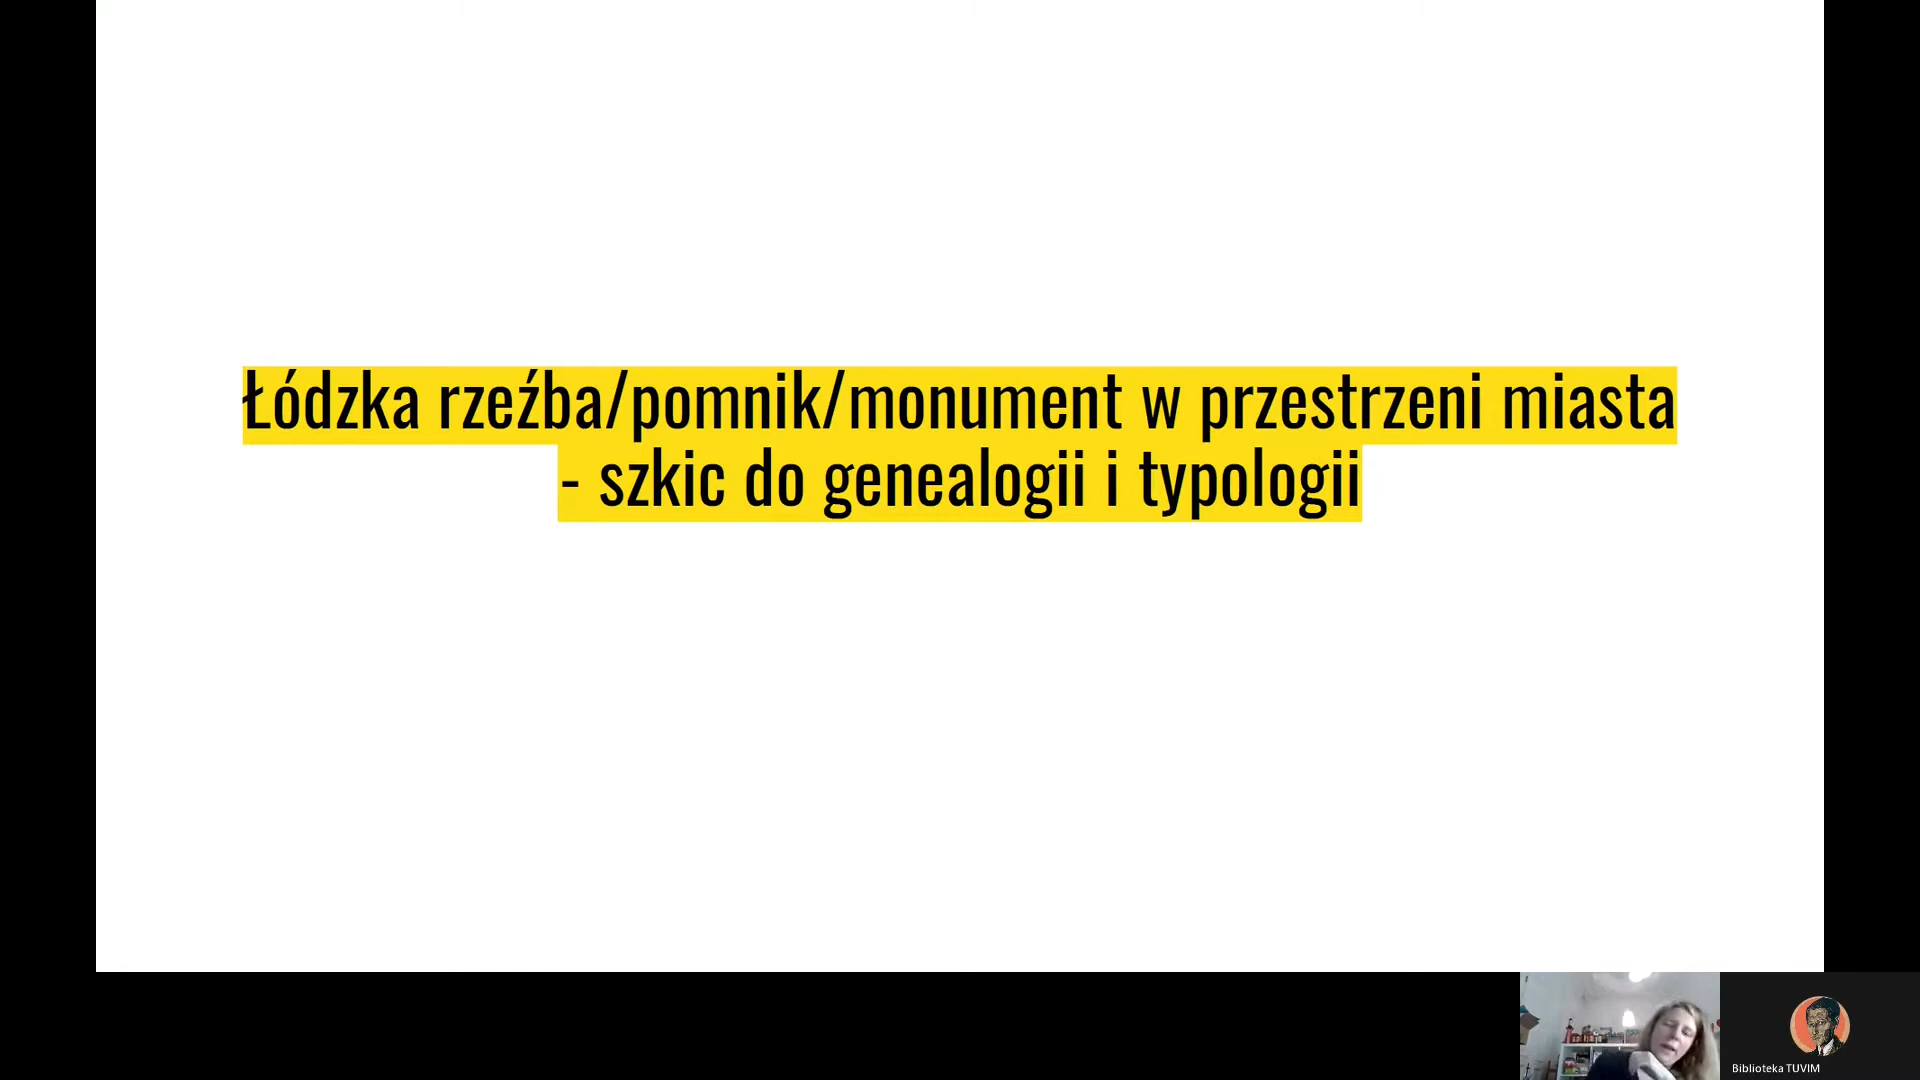 Łódzka rzeźba/pomnik/monument w przestrzeni miasta
- szkic do genealogii i typologii
Biblioteka TUVIM